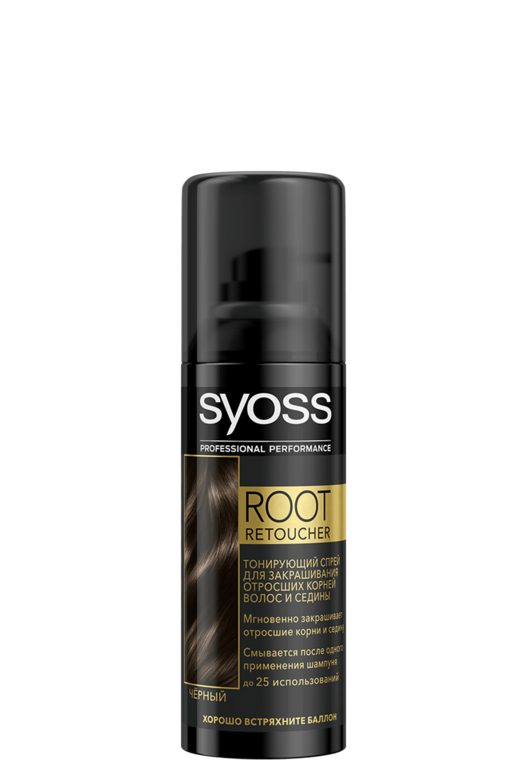 syoss
PROFESSIONAL PERFORMANCE
ROOT
RETOUCHER
ТОНИРУЮЩИЙ СПРЕЙ
ДЛЯ ЗАКРАШИВАНИЯ
ОТРОСШИХ КОРНЕЙ
ВОЛОС И СЕДИНЫ
Мгновенно закрашивает
отросшие корни и седину
Смывается после одного
применения шампуня
до 25 использований
ЧЁРНЫЙ
ХОРОШО ВСТРЯХНИТЕ БАЛЛОН